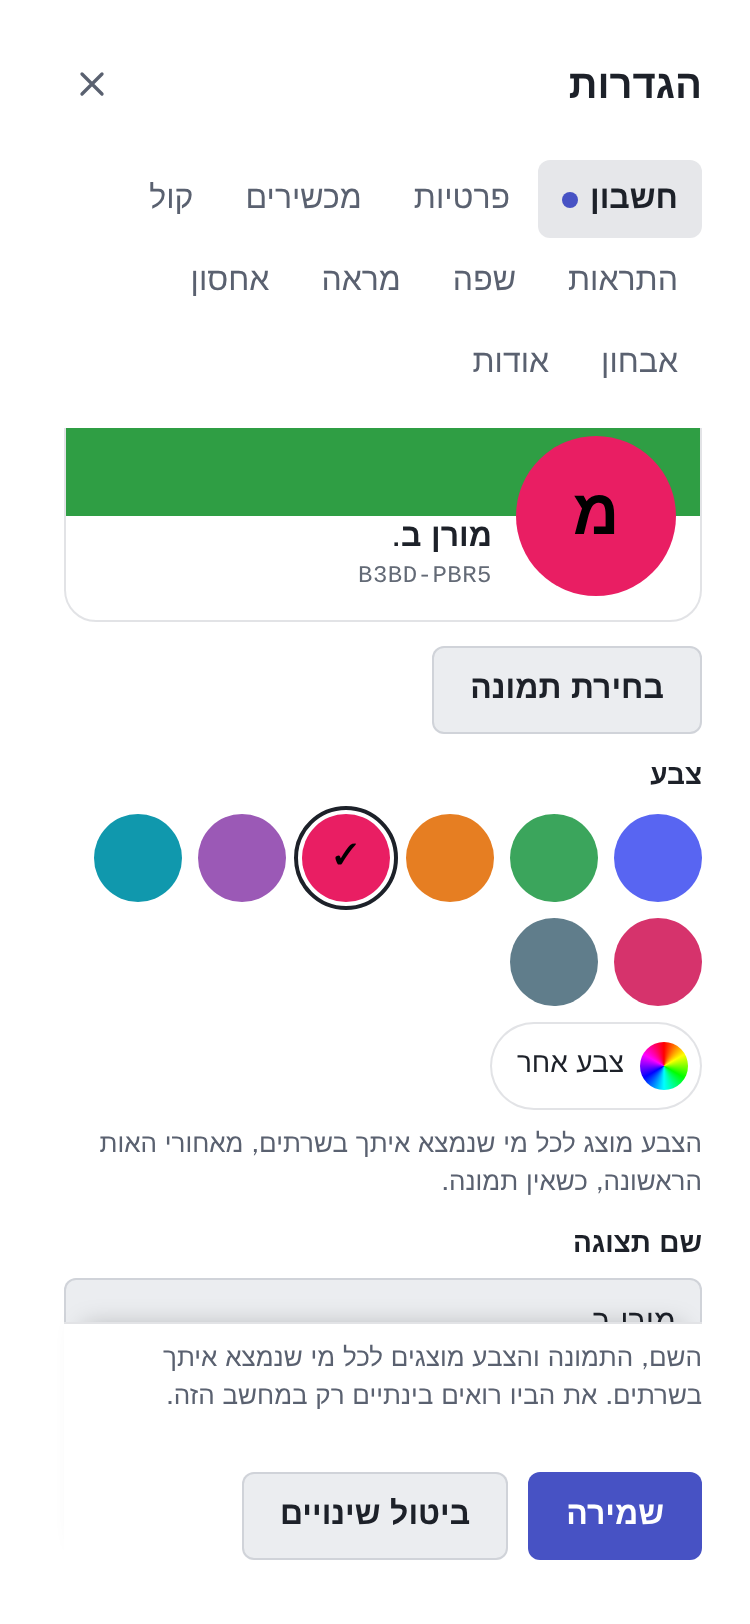 הגדרות
חשבון פרטיות מכשירים קול
התראות שפה מראה אחסון
אבחון אודות
מ
מורן ב.
B3BD-PBR5
בחירת תמונה
צבע
✓
צבע אחר
הצבע מוצג לכל מי שנמצא איתך בשרתים, מאחורי האות
הראשונה, כשאין תמונה.
שם תצוגה
השם, התמונה והצבע מוצגים לכל מי שנמצא איתך
בשרתים. את הביו רואים בינתיים רק במחשב הזה.
שמירה ביטול שינויים